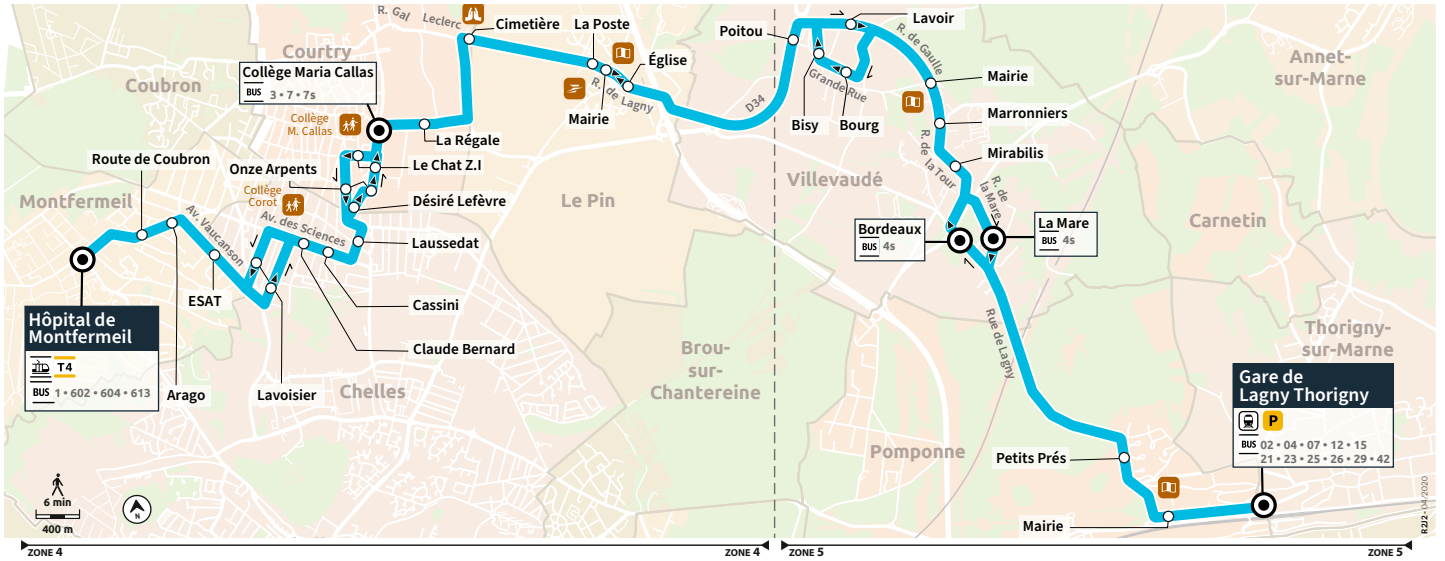 R. Gal Leclerc
Cimetière
La Poste
Église
Mairie
R. de Lagny
Courtry
Coubron
Collège Maria Callas
BUS 3 • 7 • 7s
Collège
M. Callas
La Régale
Le Chat Z.I
Onze Arpents
Collège
Corot
Désiré Lefèvre
Av. des Sciences
Laussedat
Route de Coubron
Montfermeil
Av. Vaucanson
ESAT
Cassini
Claude Bernard
Lavoisier
Arago
Chelles
Hôpital de
Montfermeil
T4
BUS 1 • 602 • 604 • 613
Le Pin
Brou-
sur-
Chantereine
D34
Poitou
Lavoir
R. de Gaulle
Grande Rue
Bisy
Bourg
Mairie
Marronniers
Mirabilis
R. de la Tour
R. de
la Mare
Villevaudé
Bordeaux
BUS 4s
La Mare
BUS 4s
Rue de Lagny
Annet-
sur-Marne
Carnetin
Thorigny-
sur-Marne
Pomponne
Petits Prés
Mairie
Gare de
Lagny Thorigny
P
BUS 02 • 04 • 07 • 12 • 15
21 • 23 • 25 • 26 • 29 • 42
6 min
400 m
N
R2J2 - 04/2020
ZONE 4
ZONE 4
ZONE 5
ZONE 5